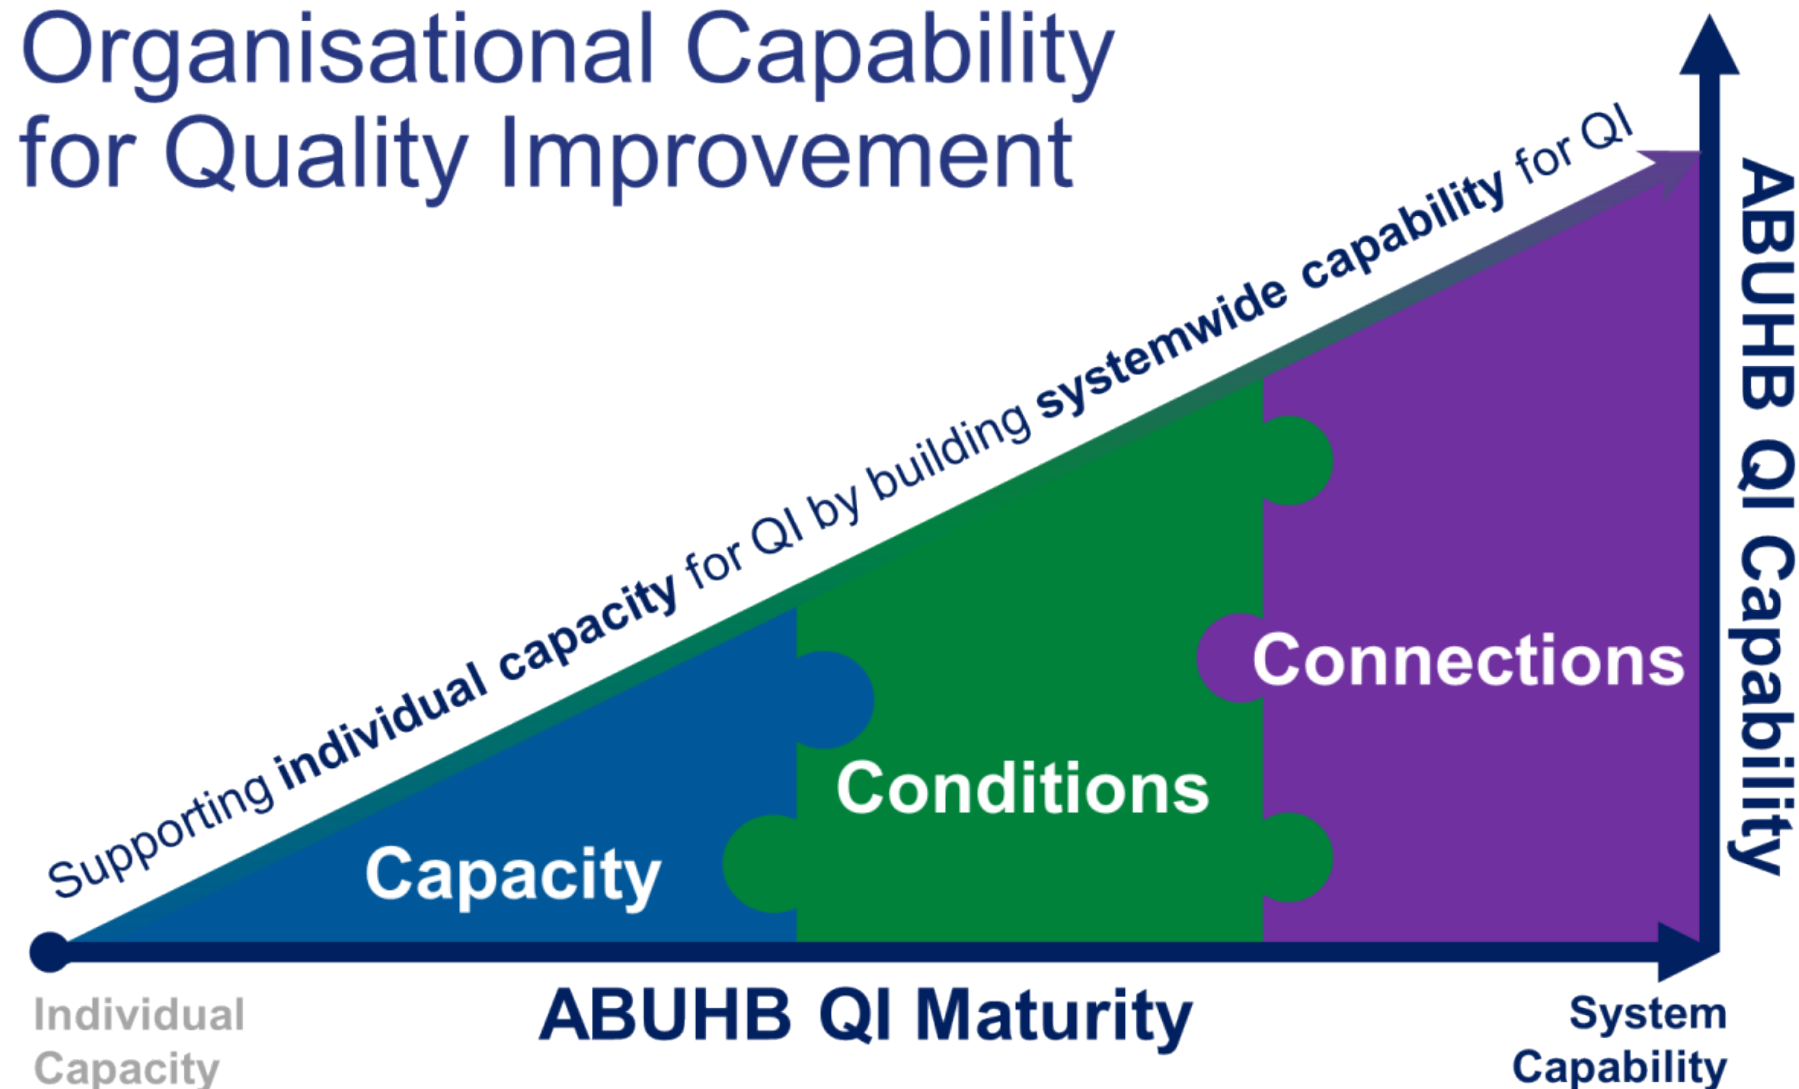 Organisational Capability
for Quality Improvement
Supporting individual capacity for QI by building systemwide capability for QI
ABUHB QI Capability
Connections
Conditions
Capacity
Individual
Capacity
ABUHB QI Maturity
System
Capability